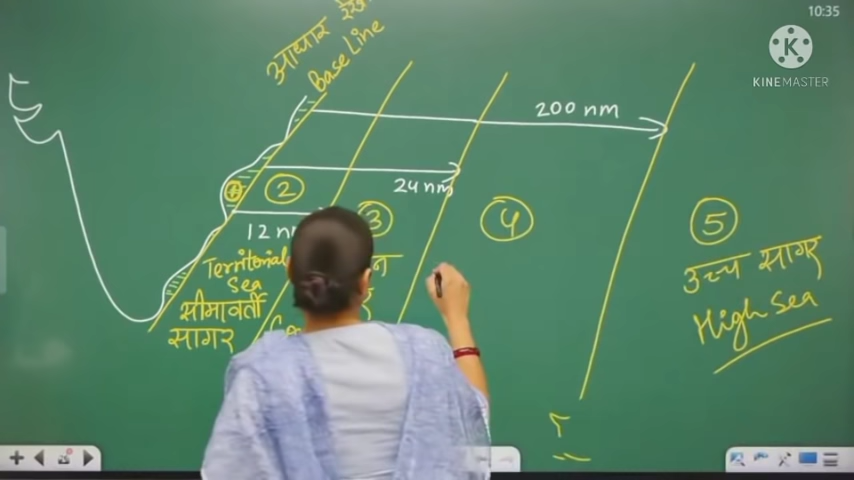 10:35
KINEMASTER
आधार
Base Line
200 nm
24 nm
12 n
1
2
3
4
5
Territorial
Sea
सीमावर्ती
सागर
उच्च सागर
High Sea